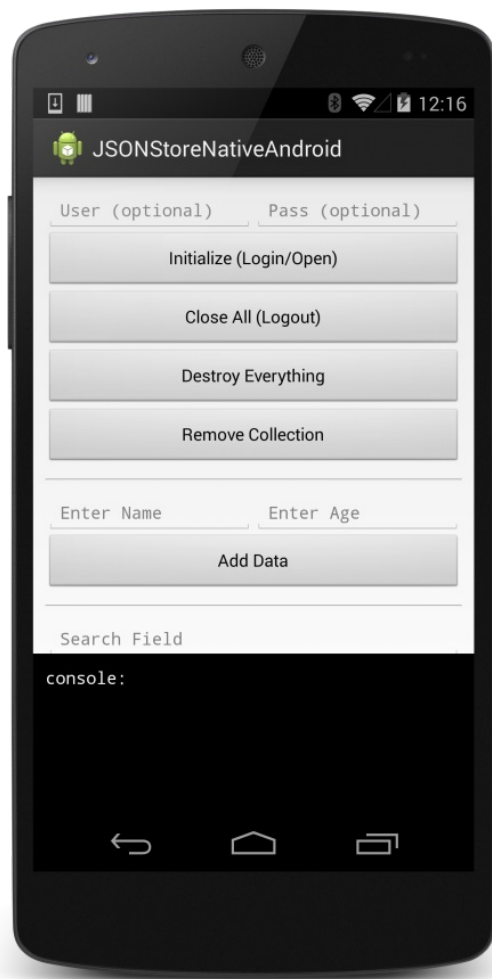 12:16
JSONStoreNativeAndroid
User (optional) Pass (optional)
Initialize (Login/Open)
Close All (Logout)
Destroy Everything
Remove Collection
Enter Name Enter Age
Add Data
Search Field
console: